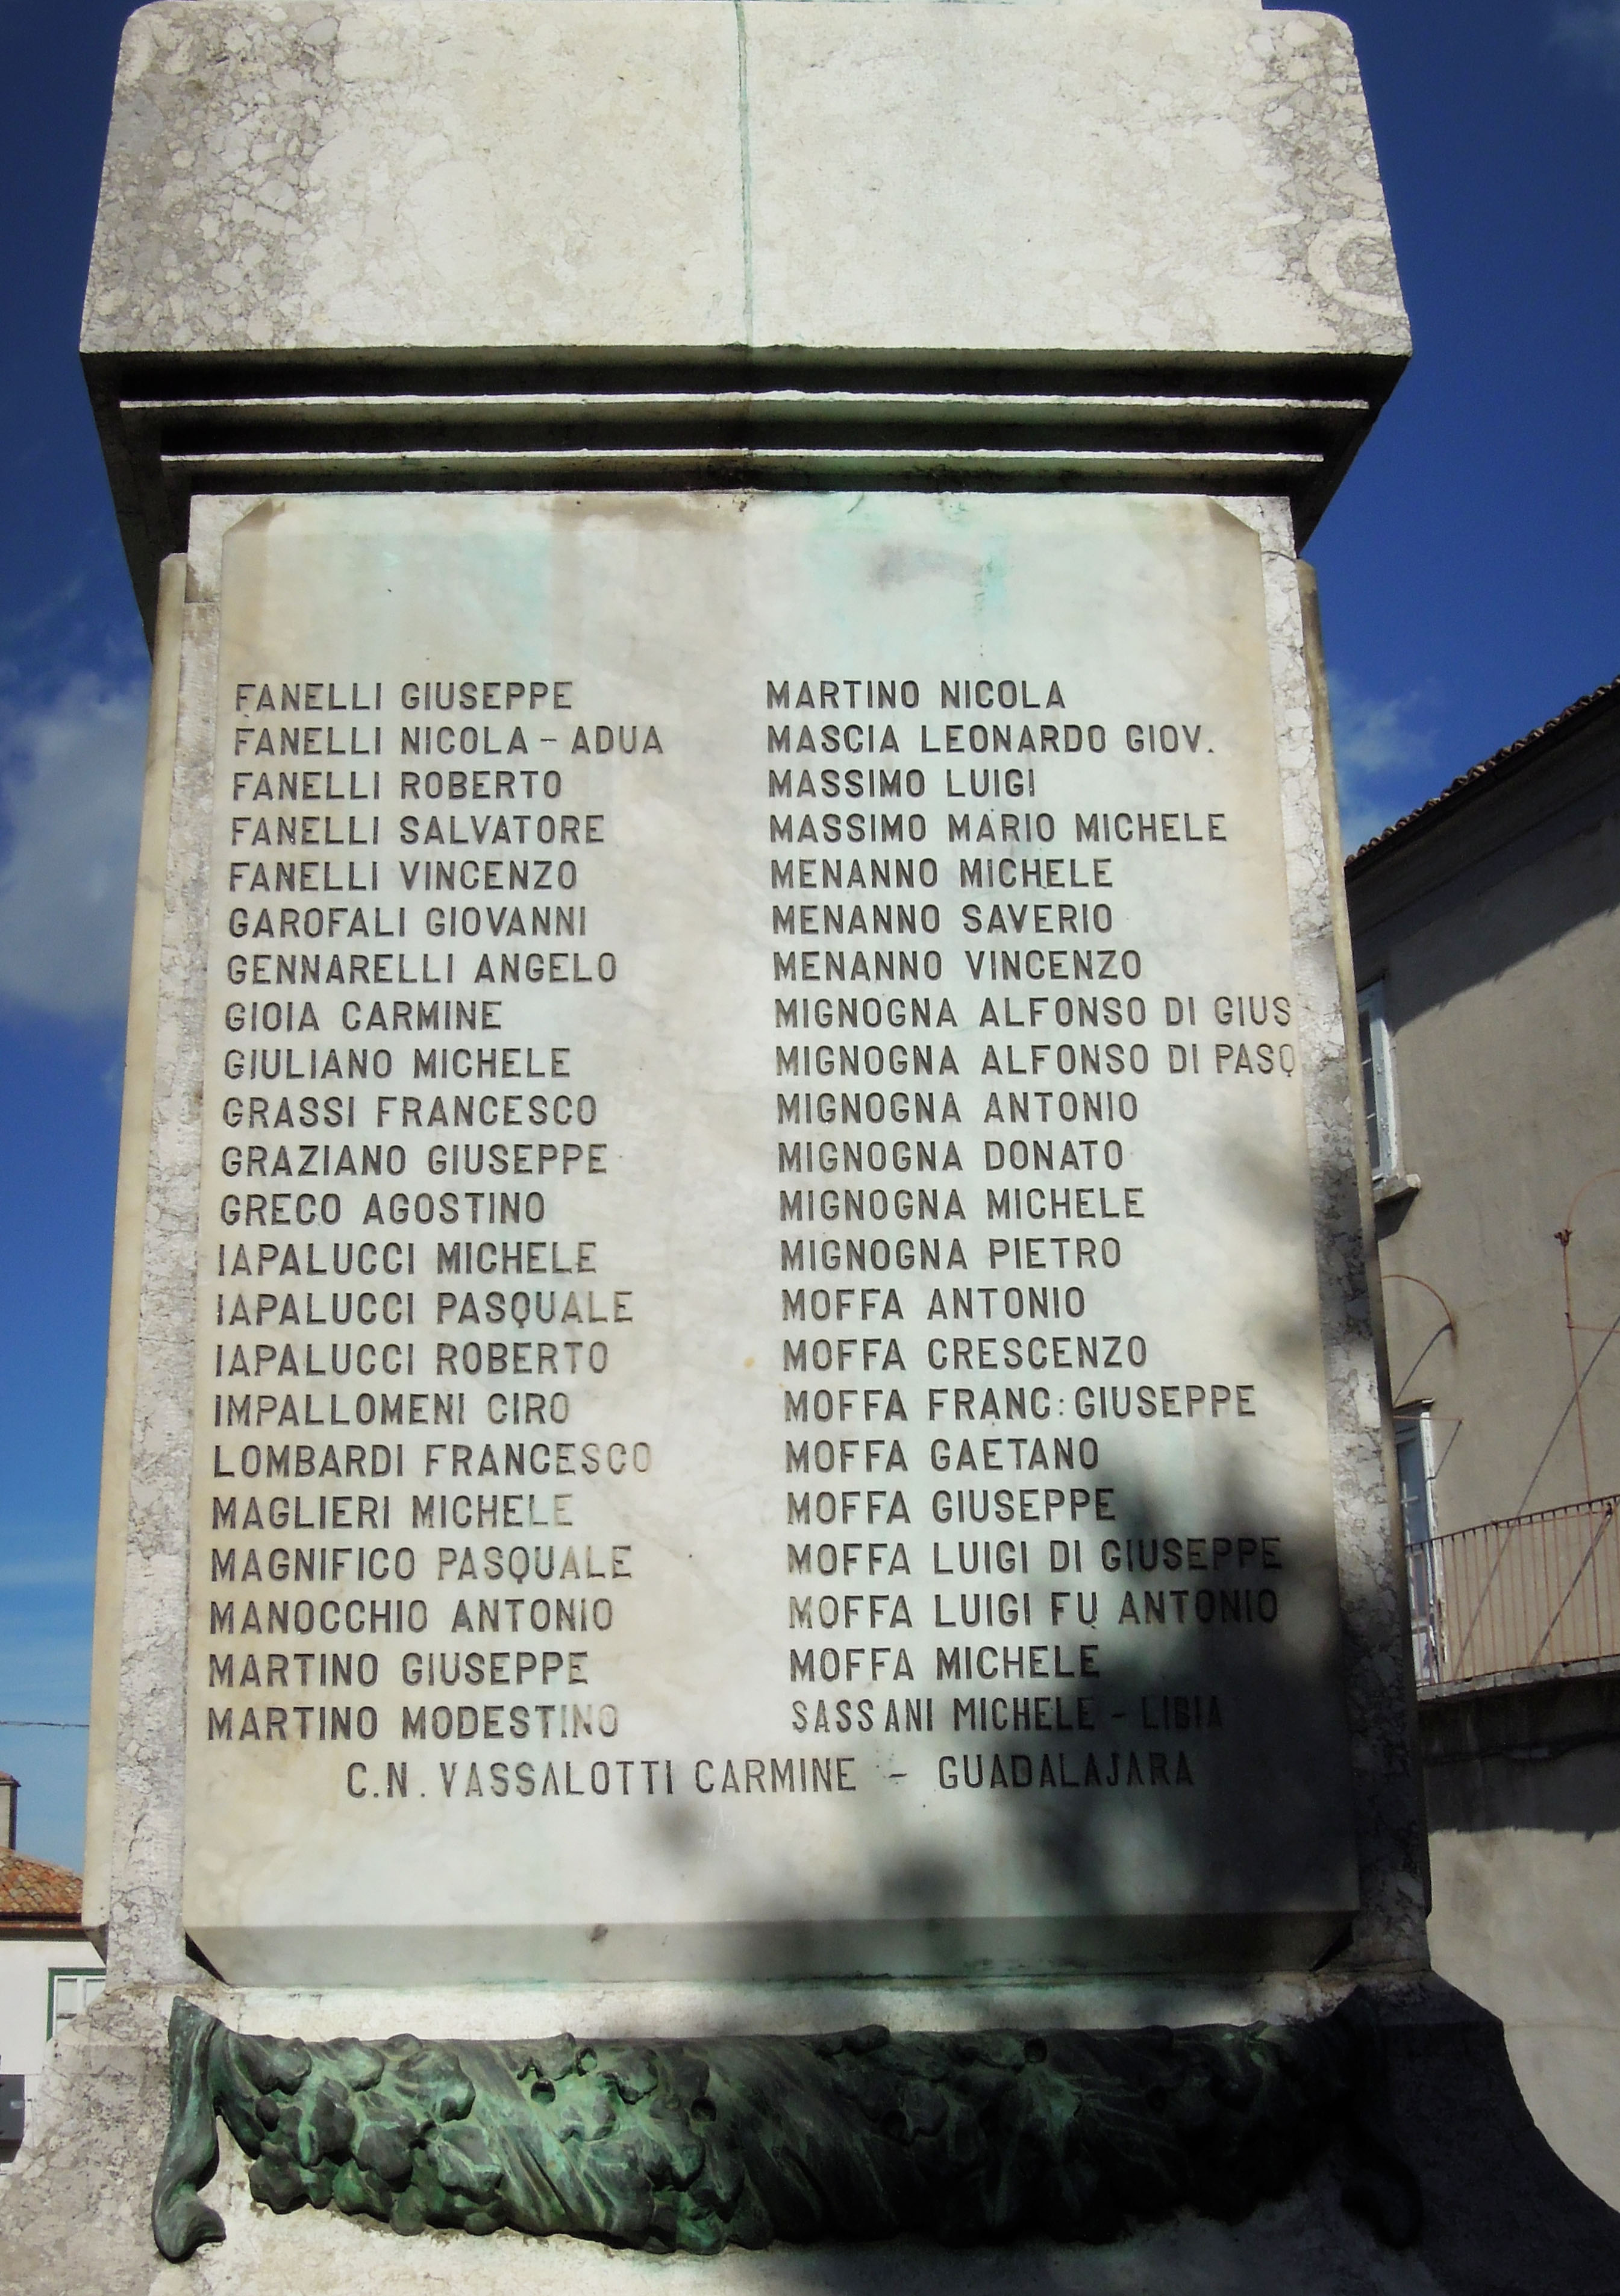 FANELLI GIUSEPPE
FANELLI NICOLA - ADUA
FANELLI ROBERTO
FANELLI SALVATORE
FANELLI VINCENZO
GAROFALI GIOVANNI
GENNARELLI ANGELO
GIOIA CARMINE
GIULIANO MICHELE
GRASSI FRANCESCO
GRAZIANO GIUSEPPE
GRECO AGOSTINO
IAPALUCCI MICHELE
IAPALUCCI PASQUALE
IAPALUCCI ROBERTO
IMPALLOMENI CIRO
LOMBARDI FRANCESCO
MAGLIERI MICHELE
MAGNIFICO PASQUALE
MANOCCHIO ANTONIO
MARTINO GIUSEPPE
MARTINO MODESTINO
MARTINO NICOLA
MASCIA LEONARDO GIOV.
MASSIMO LUIGI
MASSIMO MARIO MICHELE
MENANNO MICHELE
MENANNO SAVERIO
MENANNO VINCENZO
MIGNOGNA ALFONSO DI GIUS
MIGNOGNA ALFONSO DI PASQ
MIGNOGNA ANTONIO
MIGNOGNA DONATO
MIGNOGNA MICHELE
MIGNOGNA PIETRO
MOFFA ANTONIO
MOFFA CRESCENZO
MOFFA FRANC: GIUSEPPE
MOFFA GAETANO
MOFFA GIUSEPPE
MOFFA LUIGI DI GIUSEPPE
MOFFA LUIGI FU ANTONIO
MOFFA MICHELE
SASSANI MICHELE - LIBIA
C.N. VASSALOTTI CARMINE - GUADALAJARA